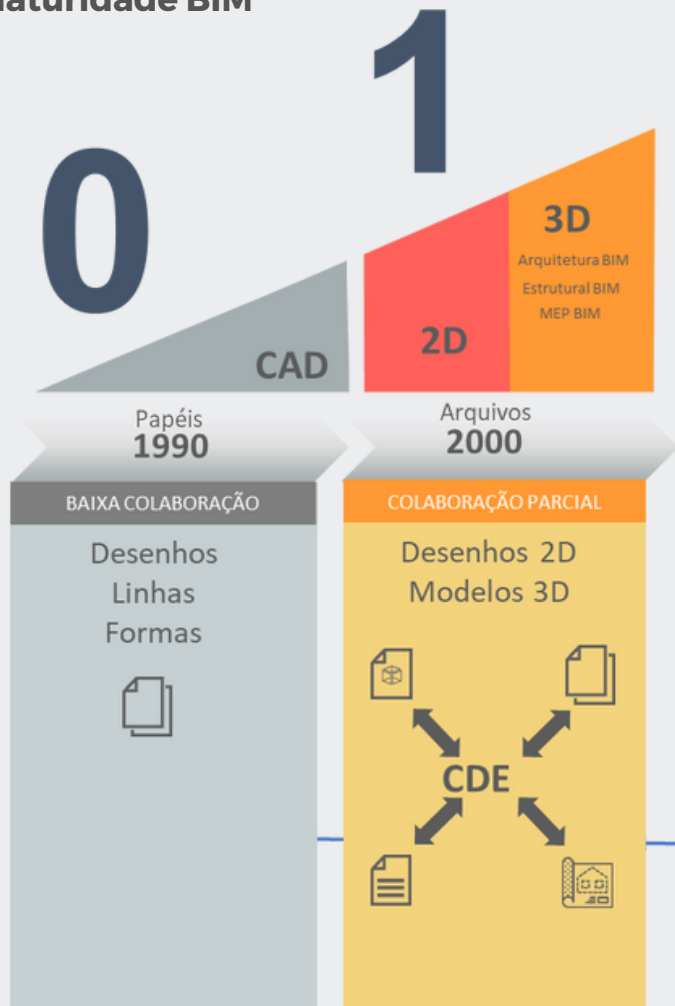 aturidade BIM
0
1
CAD
2D
3D
Arquitetura BIM
Estrutural BIM
MEP BIM
Papéis
1990
Arquivos
2000
BAIXA COLABORAÇÃO
Desenhos
Linhas
Formas
COLABORAÇÃO PARCIAL
Desenhos 2D
Modelos 3D
CDE